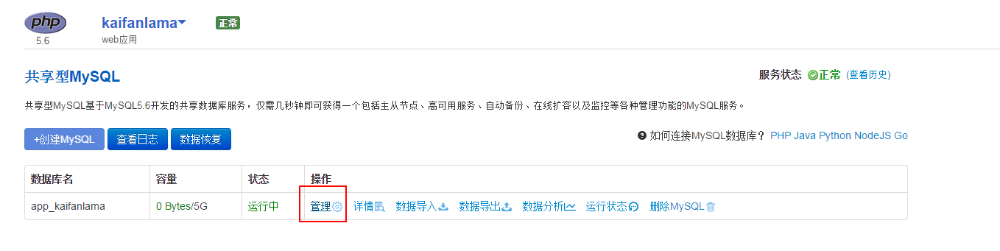 php kaifanlama 正常
5.6 web应用
共享型MySQL 服务状态 正常 (查看历史)
共享型MySQL基于MySQL5.6开发的共享数据库服务，仅需几秒钟即可获得一个包括主从节点、高可用服务、自动备份、在线扩容以及监控等各种管理功能的MySQL服务。
+创建MySQL 查看日志 数据恢复 如何连接MySQL数据库？ PHP Java Python NodeJS Go
数据库名 容量 状态 操作
app_kaifanlama 0 Bytes/5G 运行中 管理 详情 数据导入 数据导出 数据分析 运行状态 删除MySQL